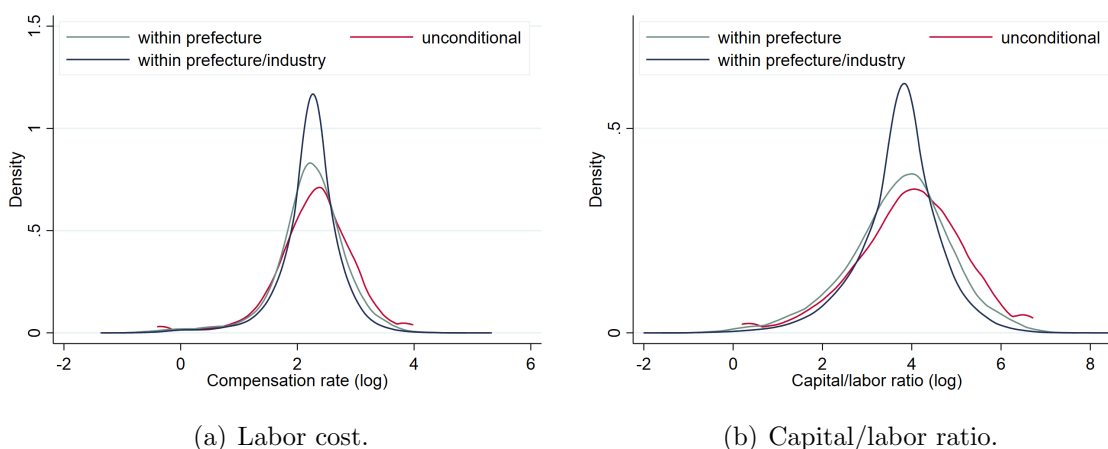 1.5
within prefecture
unconditional
within prefecture/industry
1
Density
.5
0
-2
0
2
4
6
Compensation rate (log)
(a) Labor cost.
within prefecture
unconditional
within prefecture/industry
.5
Density
0
-2
0
2
4
6
8
Capital/labor ratio (log)
(b) Capital/labor ratio.